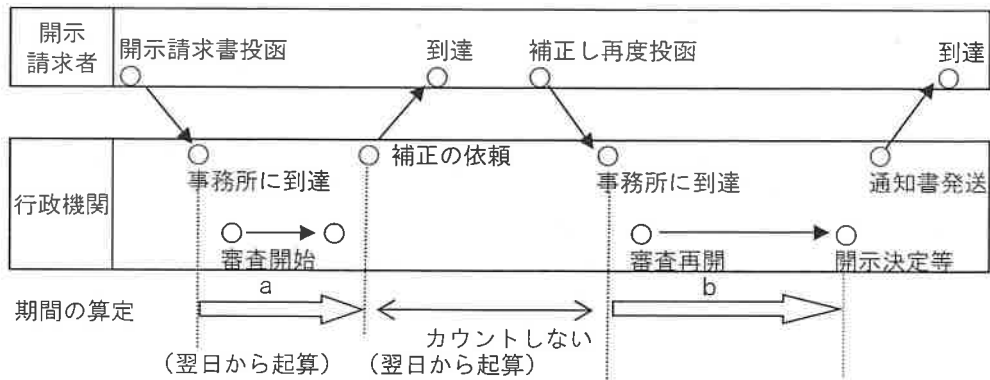 開示
請求者
開示請求書投函
到達
補正し再度投函
到達
行政機関
事務所に到達
補正の依頼
事務所に到達
通知書発送
審査開始
審査再開
開示決定等
期間の算定
a
b
カウントしない
(翌日から起算)
(翌日から起算)